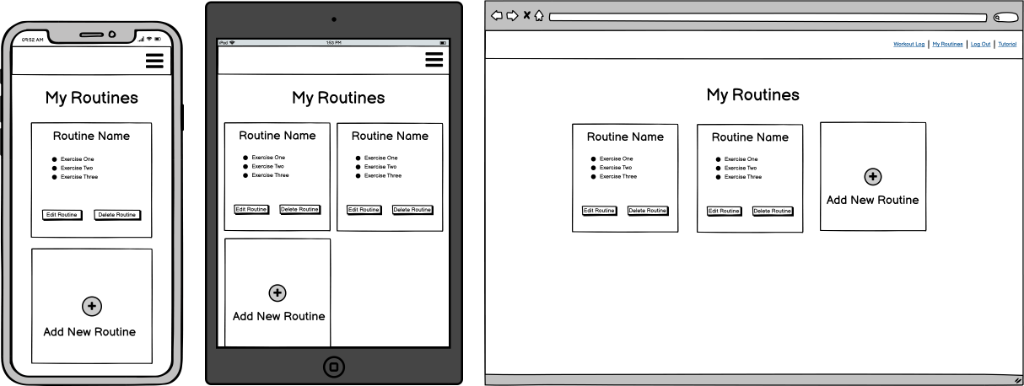 09:52 AM
My Routines
Routine Name
Exercise One
Exercise Two
Exercise Three
Edit Routine Delete Routine
Add New Routine
iPod 1:55 PM
My Routines
Routine Name Routine Name
Exercise One Exercise One
Exercise Two Exercise Two
Exercise Three Exercise Three
Edit Routine Delete Routine Edit Routine Delete Routine
Add New Routine
Workout Log | My Routines | Log Out | Tutorial
My Routines
Routine Name Routine Name
Exercise One Exercise One
Exercise Two Exercise Two
Exercise Three Exercise Three
Add New Routine
Edit Routine Delete Routine Edit Routine Delete Routine